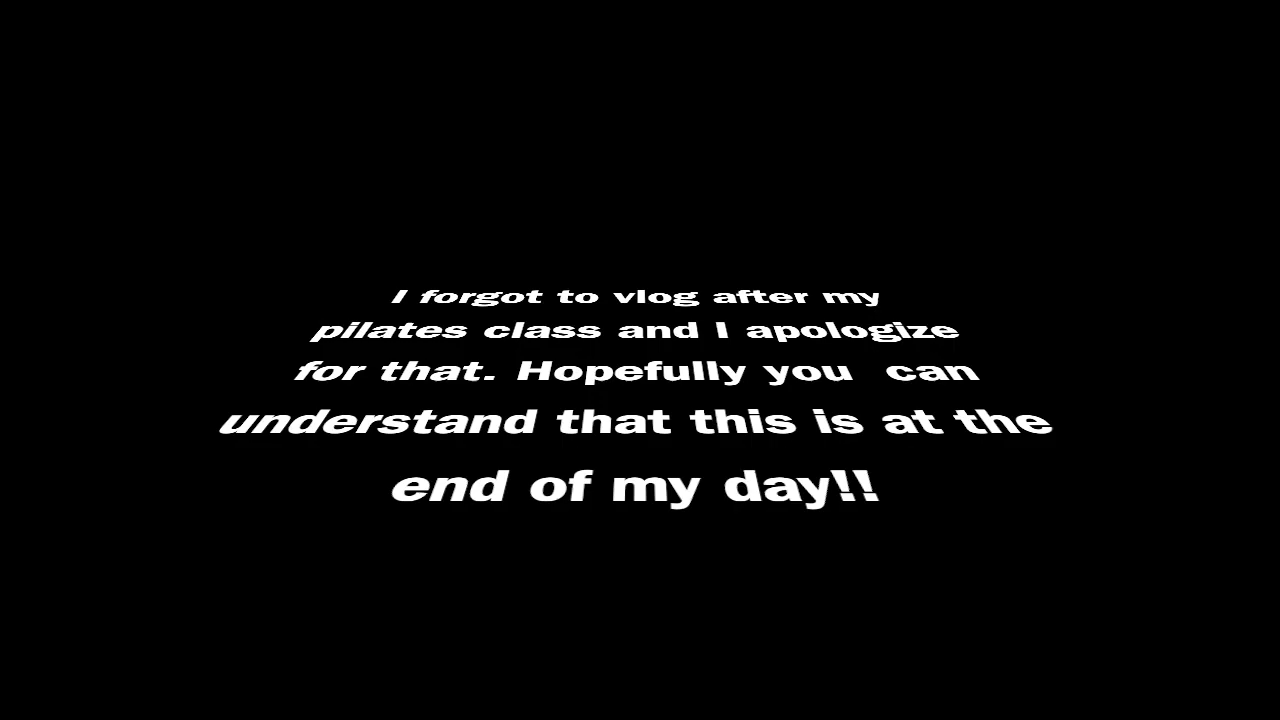 I forgot to vlog after my
pilates class and I apologize
for that. Hopefully you  can
understand that this is at the
end of my day!!